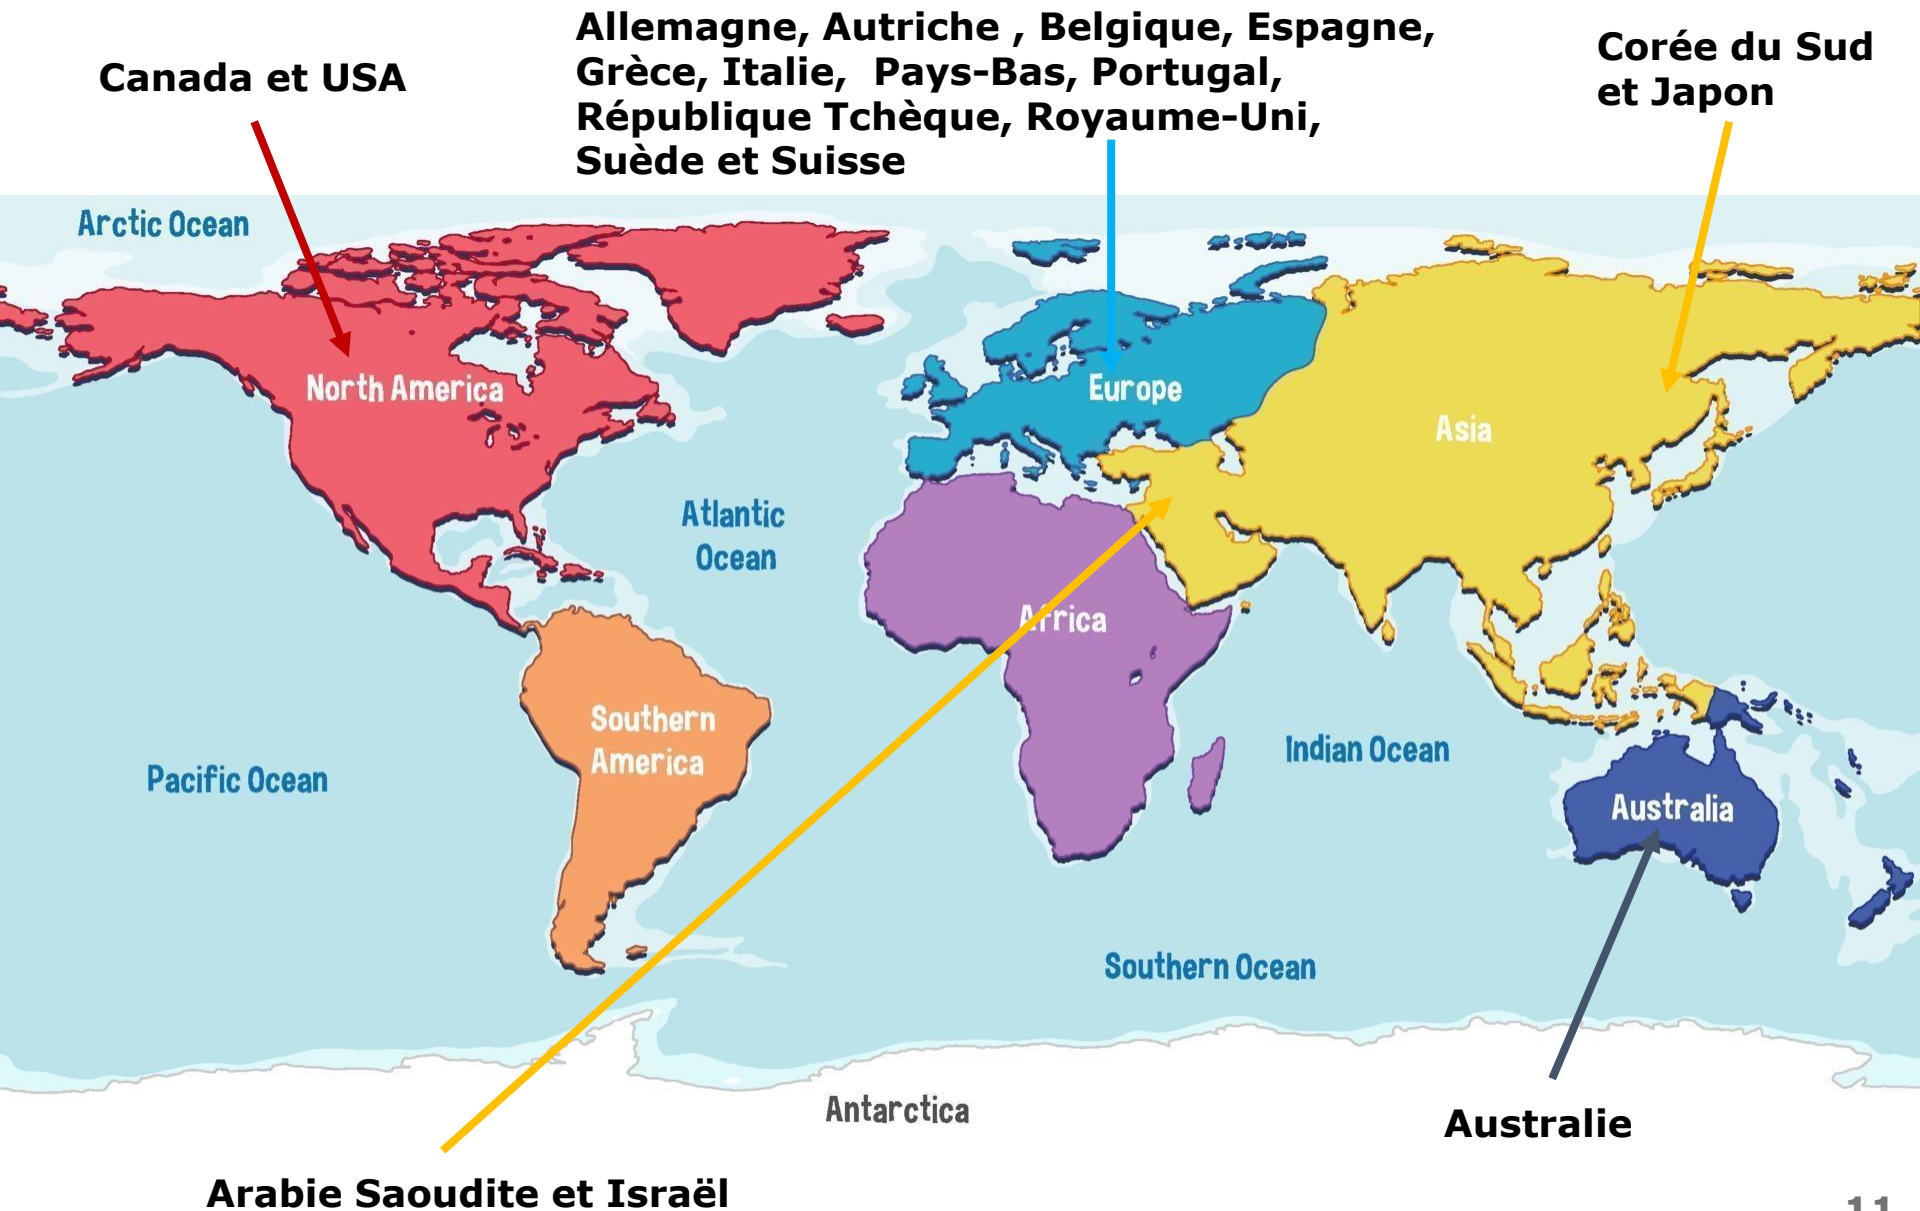 Allemagne, Autriche , Belgique, Espagne,
Grèce, Italie, Pays-Bas, Portugal,
République Tchèque, Royaume-Uni,
Suède et Suisse
Canada et USA
Corée du Sud
et Japon
Arctic Ocean
North America
Europe
Asia
Atlantic
Ocean
Africa
Southern
America
Pacific Ocean
Indian Ocean
Australia
Southern Ocean
Antarctica
Australie
Arabie Saoudite et Israël
11